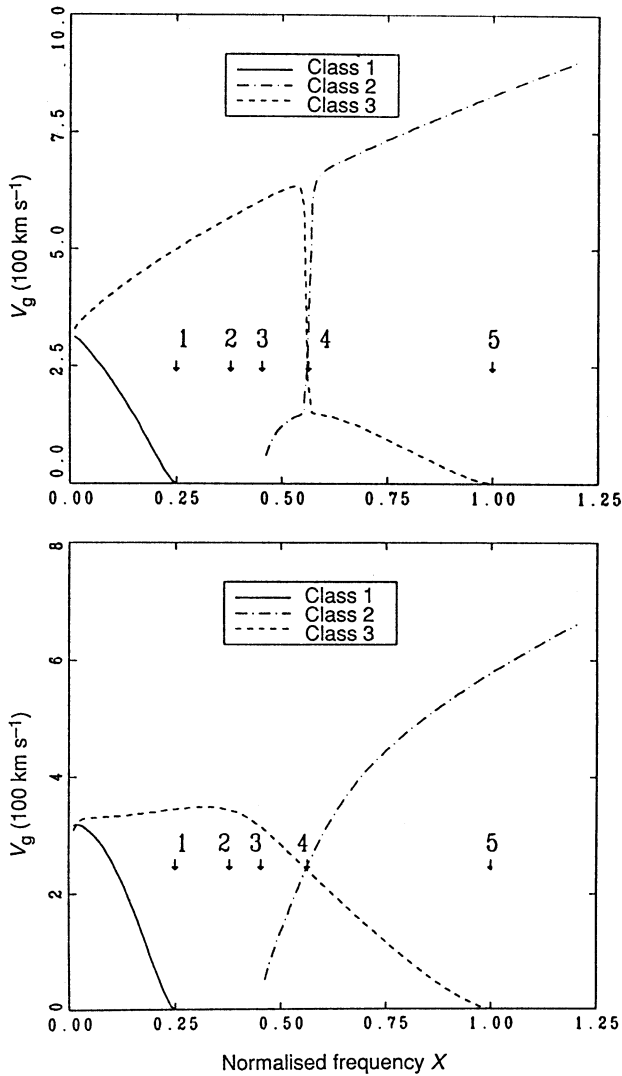 10.0
7.5
5.0
2.5
0.0
V_g (100 km s⁻¹)
Class 1
Class 2
Class 3
1 2 3 4 5
0.00 0.25 0.50 0.75 1.00 1.25
8
6
4
2
0
V_g (100 km s⁻¹)
Class 1
Class 2
Class 3
1 2 3 4 5
0.00 0.25 0.50 0.75 1.00 1.25
Normalised frequency X